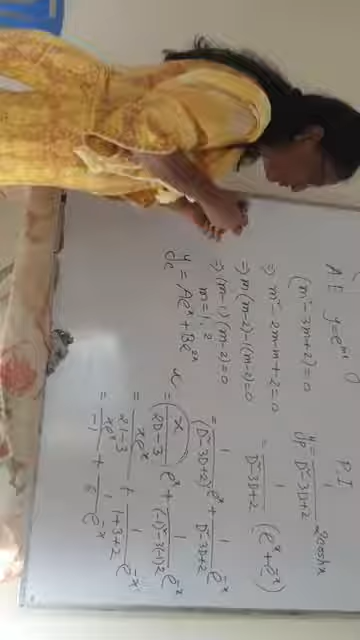 A E y = e^mx
(m² - 3m + 2) = 0
⇒ m² - 2m - m + 2 = 0
⇒ m(m-2) - 1(m-2) = 0
⇒ (m-1)(m-2) = 0
m = 1, 2
y_c = Ae^x + Be^2x
P.I
y_p = 1/(D² - 3D + 2) 2coshx
= 1/(D² - 3D + 2) (e^x + e^-x)
= 1/(D² - 3D + 2) e^x + 1/(D² - 3D + 2) e^-x
= x/(2D - 3) e^x + 1/((-1)² - 3(-1) + 2) e^-x
= xe^x/(2·1 - 3) + 1/(1 + 3 + 2) e^-x
= xe^x/-1 + 1/6 e^-x